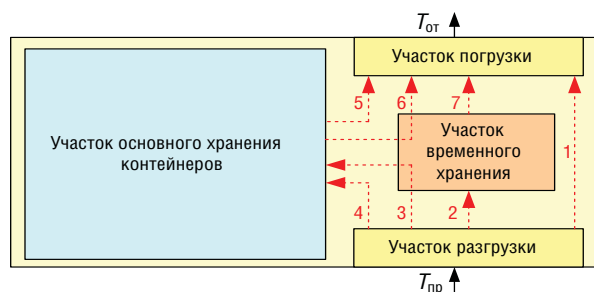 Tот
Участок погрузки
5
6
7
Участок основного хранения
контейнеров
Участок
временного
хранения
1
4
3
2
Участок разгрузки
Tпр